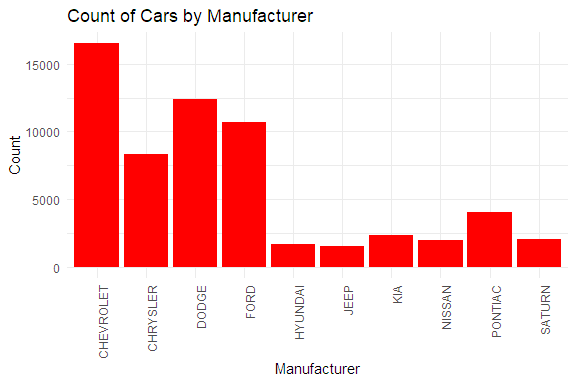 Count of Cars by Manufacturer
Count
15000
10000
5000
0
CHEVROLET
CHRYSLER
DODGE
FORD
HYUNDAI
JEEP
KIA
NISSAN
PONTIAC
SATURN
Manufacturer